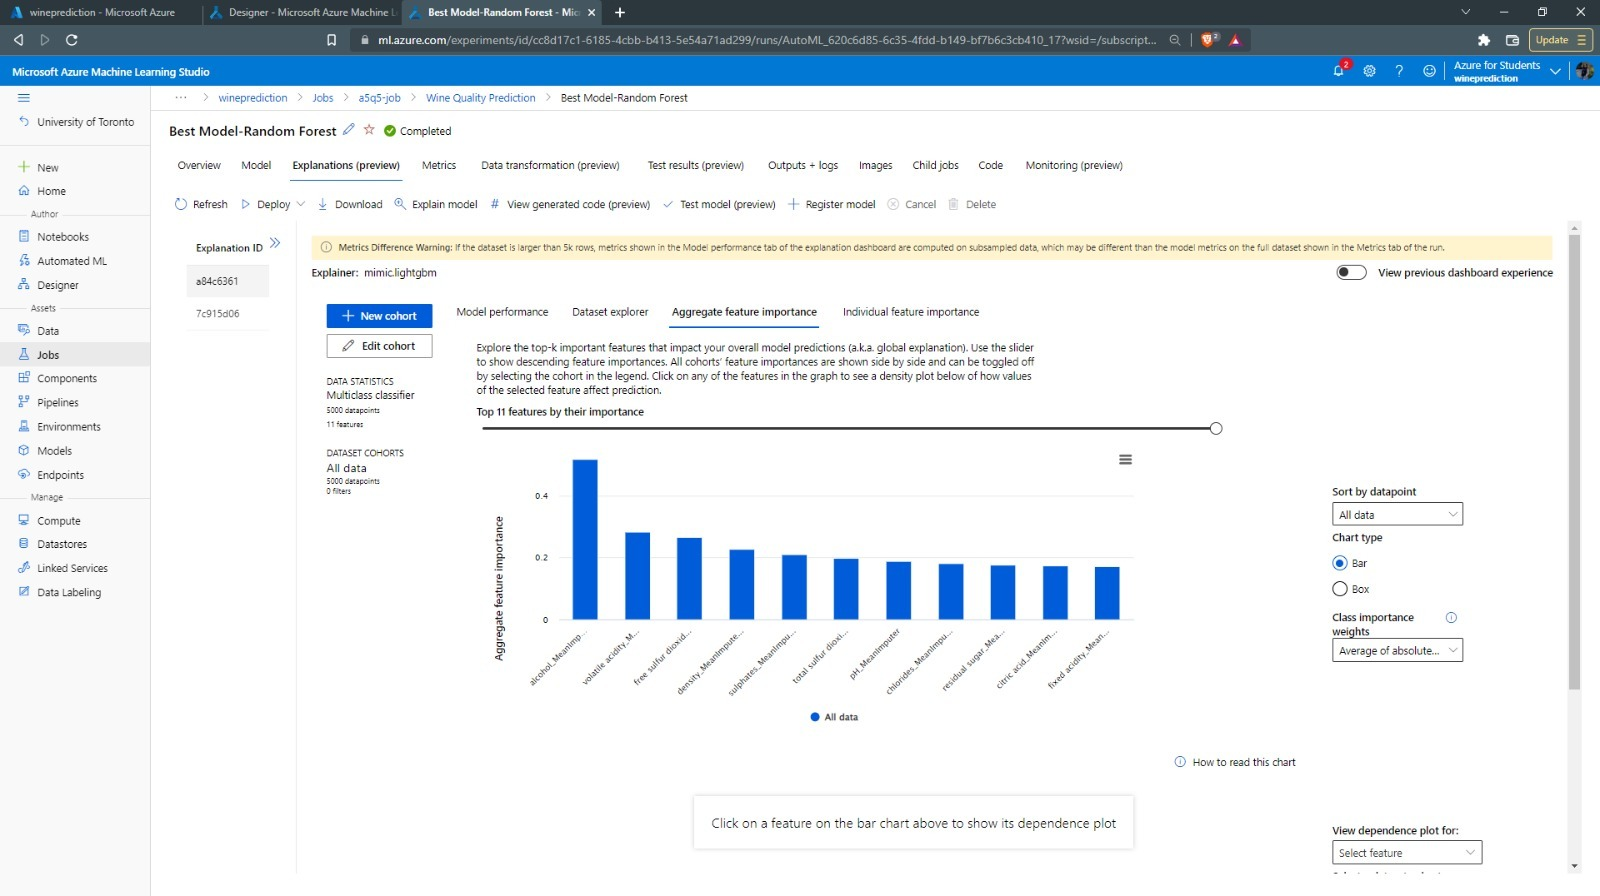 wineprediction - Microsoft Azure
Designer - Microsoft Azure Machine L
Best Model-Random Forest - Mic
ml.azure.com/experiments/id/cc8d17c1-6185-4cbb-b413-5e54a71ad299/runs/AutoML_620c6d85-6c35-4fdd-b149-bf7b6c3cb410_17?wsid=/subscript...
2
Update
Microsoft Azure Machine Learning Studio
2
?
Azure for Students
wineprediction
... > wineprediction > Jobs > a5q5-job > Wine Quality Prediction > Best Model-Random Forest
University of Toronto
New
Home
Author
Notebooks
Automated ML
Designer
Assets
Data
Jobs
Components
Pipelines
Environments
Models
Endpoints
Manage
Compute
Datastores
Linked Services
Data Labeling
Best Model-Random Forest
Completed
Overview Model Explanations (preview) Metrics Data transformation (preview) Test results (preview) Outputs + logs Images Child jobs Code Monitoring (preview)
Refresh Deploy Download Explain model # View generated code (preview) Test model (preview) Register model Cancel Delete
Explanation ID
a84c6361
7c915d06
Metrics Difference Warning: If the dataset is larger than 5k rows, metrics shown in the Model performance tab of the explanation dashboard are computed on subsampled data, which may be different than the model metrics on the full dataset shown in the Metrics tab of the run.
Explainer: mimic.lightgbm
View previous dashboard experience
New cohort
Edit cohort
DATA STATISTICS
Multiclass classifier
5000 datapoints
11 features
DATASET COHORTS
All data
5000 datapoints
0 filters
Model performance Dataset explorer Aggregate feature importance Individual feature importance
Explore the top-k important features that impact your overall model predictions (a.k.a. global explanation). Use the slider
to show descending feature importances. All cohorts' feature importances are shown side by side and can be toggled off
by selecting the cohort in the legend. Click on any of the features in the graph to see a density plot below of how values
of the selected feature affect prediction.
Top 11 features by their importance
Aggregate feature importance
0.4
0.2
0
alcohol_MeanImp...
volatile acidity_M...
free sulfur dioxid...
density_MeanImpute...
sulphates_MeanImpu...
total sulfur dioxi...
pH_MeanImputer
chlorides_MeanImpu...
residual sugar_Mea...
citric acid_MeanIm...
fixed acidity_Mean...
All data
Sort by datapoint
All data
Chart type
Bar
Box
Class importance
weights
Average of absolute...
How to read this chart
Click on a feature on the bar chart above to show its dependence plot
View dependence plot for:
Select feature